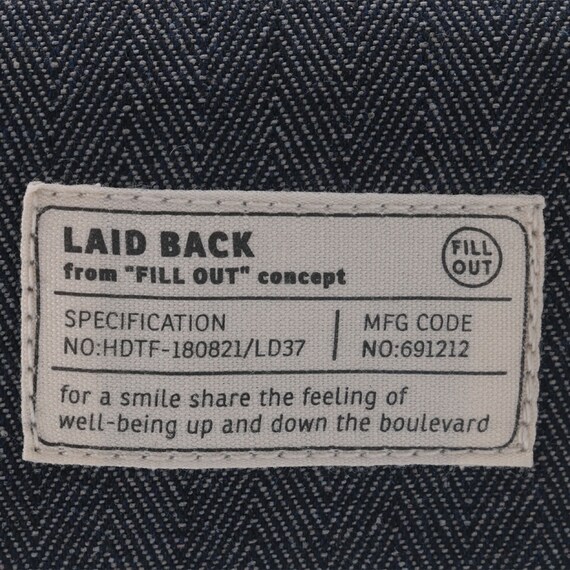 LAID BACK
from "FILL OUT" concept
FILL
OUT
SPECIFICATION
NO:HDTF-180821/LD37
MFG CODE
NO:691212
for a smile share the feeling of
well-being up and down the boulevard